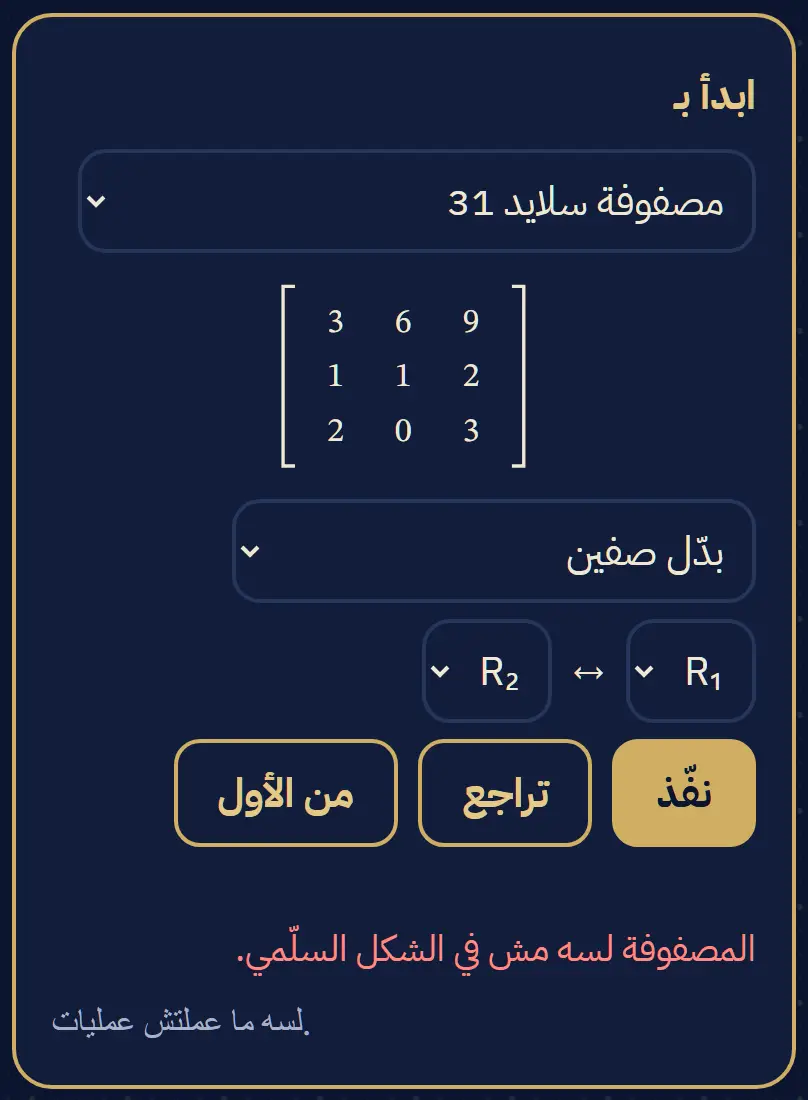 ابدأ بـ
مصفوفة سلايد 31
3 6 9
1 1 2
2 0 3
بدّل صفين
R₁ ↔ R₂
نفّذ تراجع من الأول
المصفوفة لسه مش في الشكل السلّمي.
لسه ما عملتش عمليات.